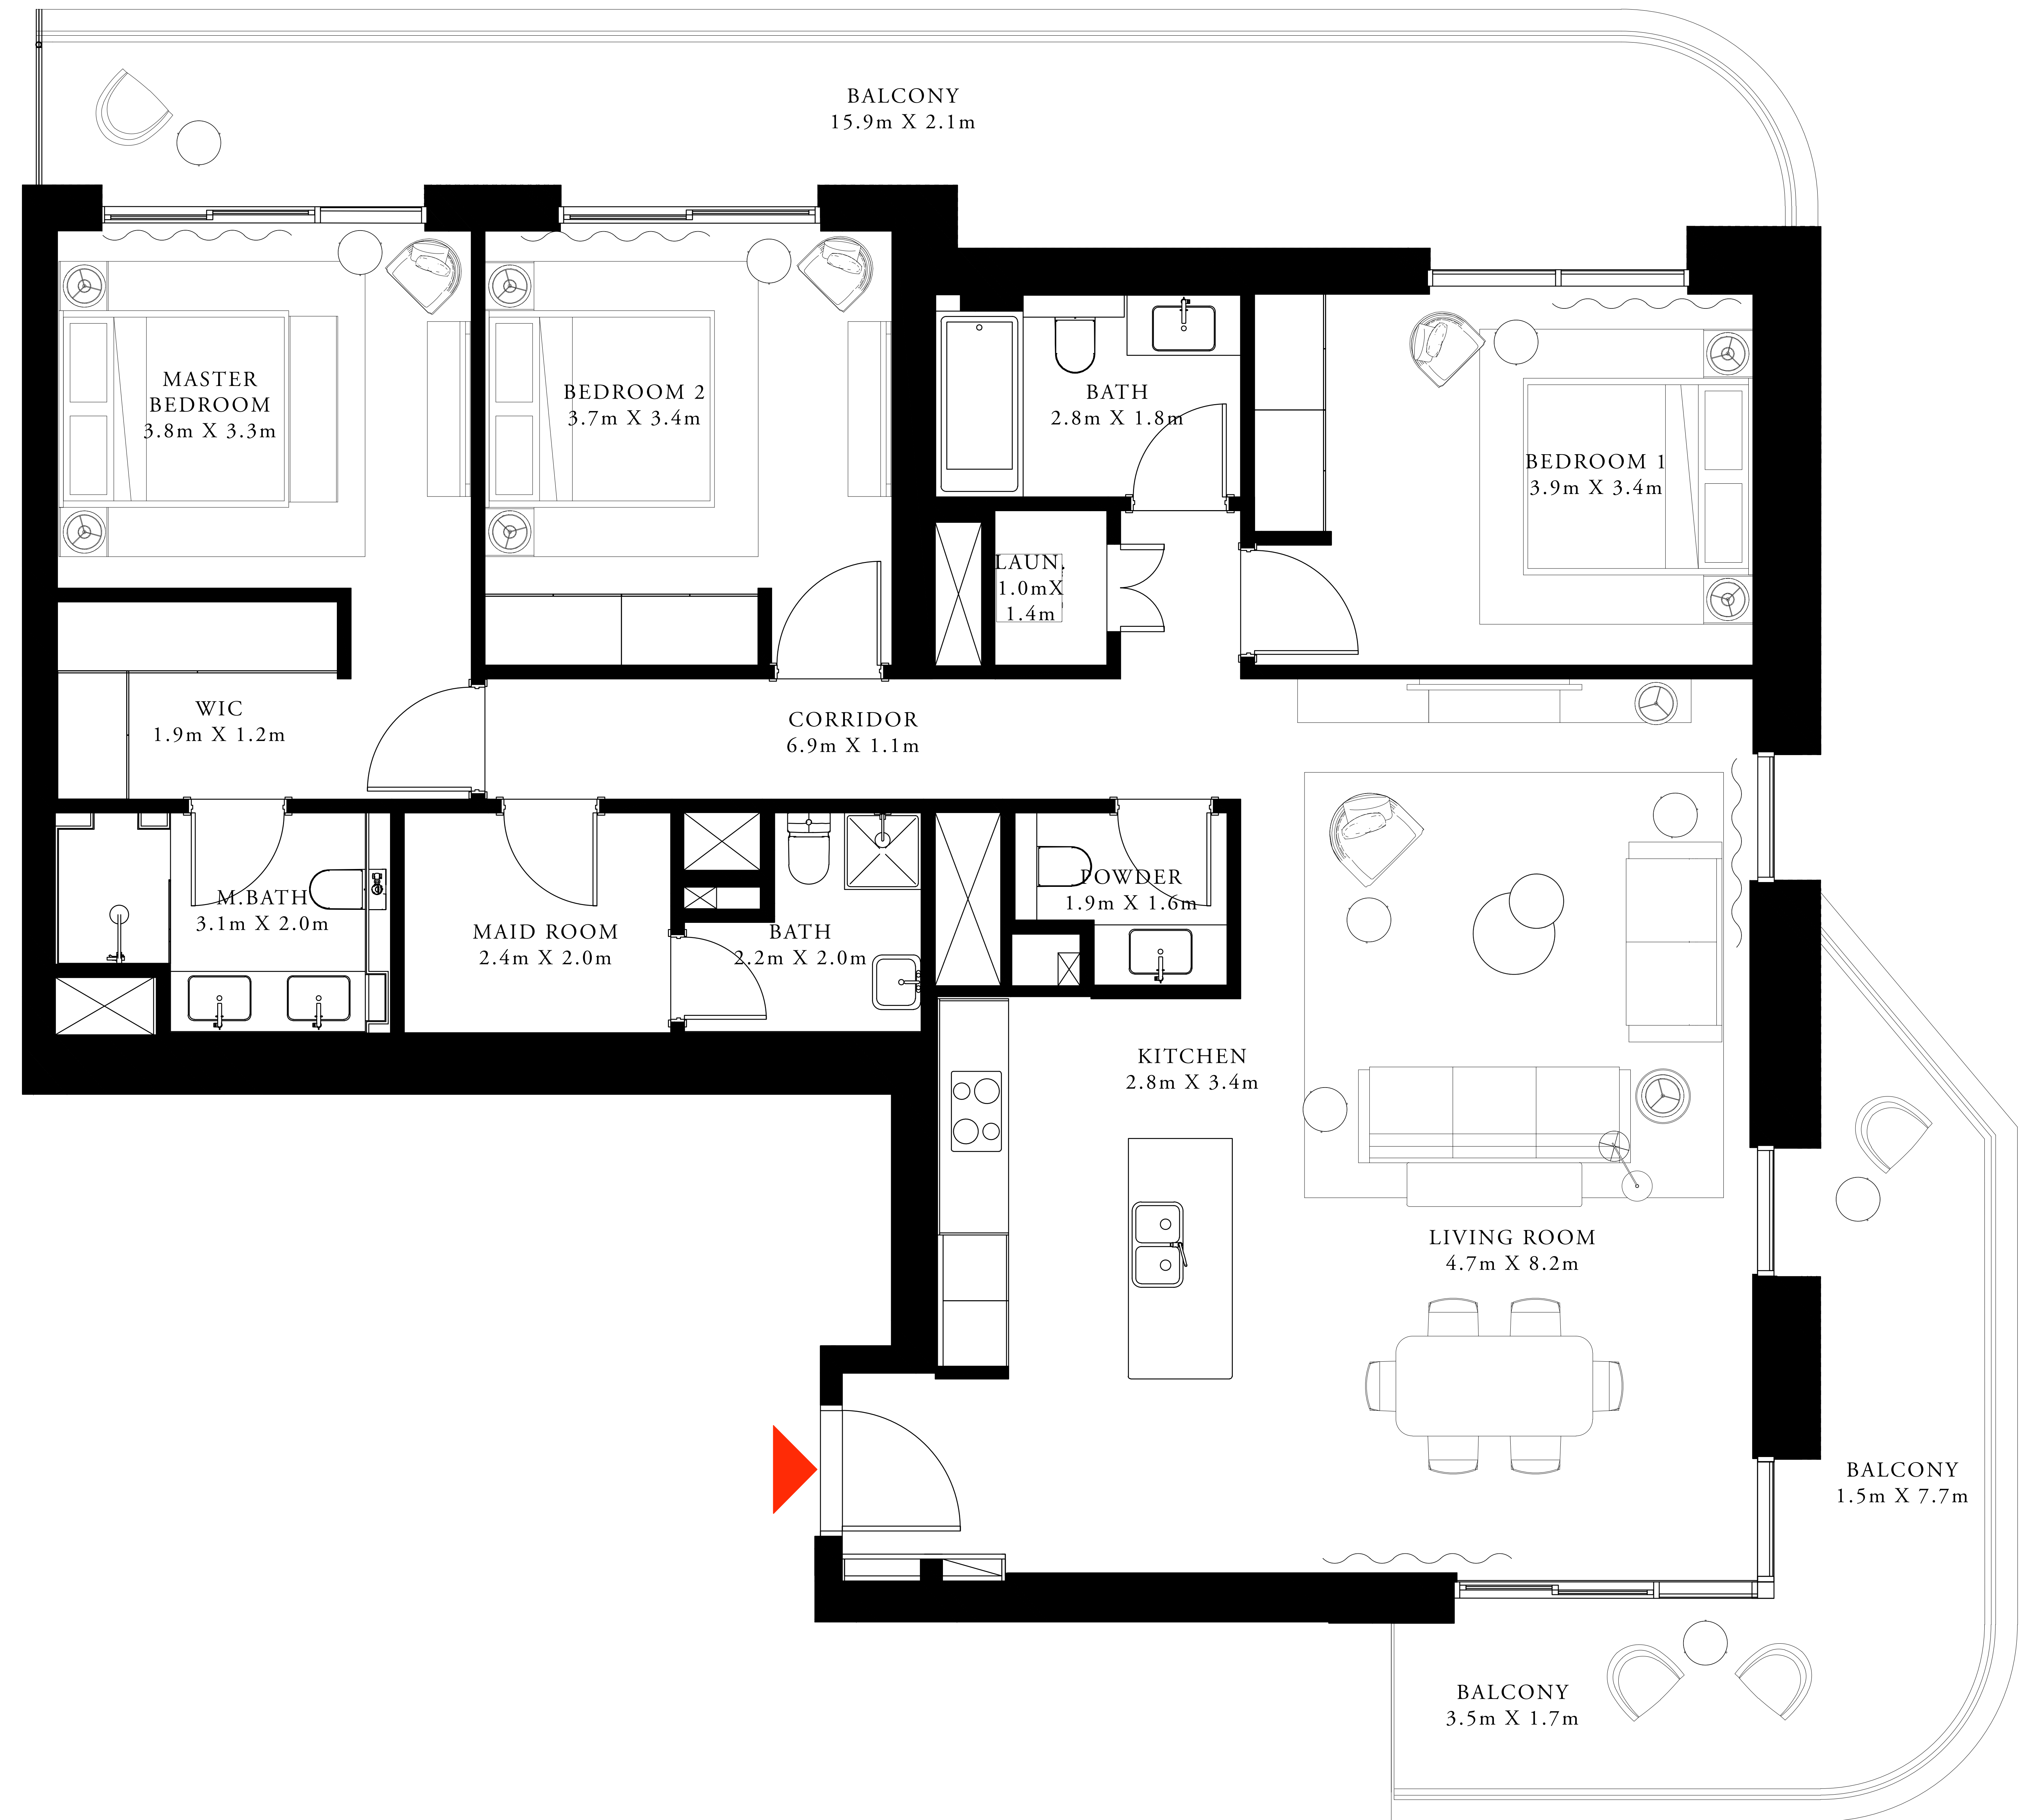 BALCONY
15.9m X 2.1m
MASTER
BEDROOM
3.8m X 3.3m
BEDROOM 2
3.7m X 3.4m
BATH
2.8m X 1.8m
BEDROOM 1
3.9m X 3.4m
LAUN.
1.0mX
1.4m
WIC
1.9m X 1.2m
CORRIDOR
6.9m X 1.1m
M.BATH
3.1m X 2.0m
MAID ROOM
2.4m X 2.0m
BATH
2.2m X 2.0m
POWDER
1.9m X 1.6m
KITCHEN
2.8m X 3.4m
LIVING ROOM
4.7m X 8.2m
BALCONY
1.5m X 7.7m
BALCONY
3.5m X 1.7m